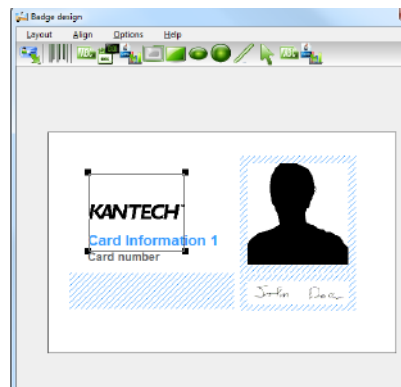 Badge design
Layout Align Options Help
KANTECH
Card Information 1
Card number
John Doe